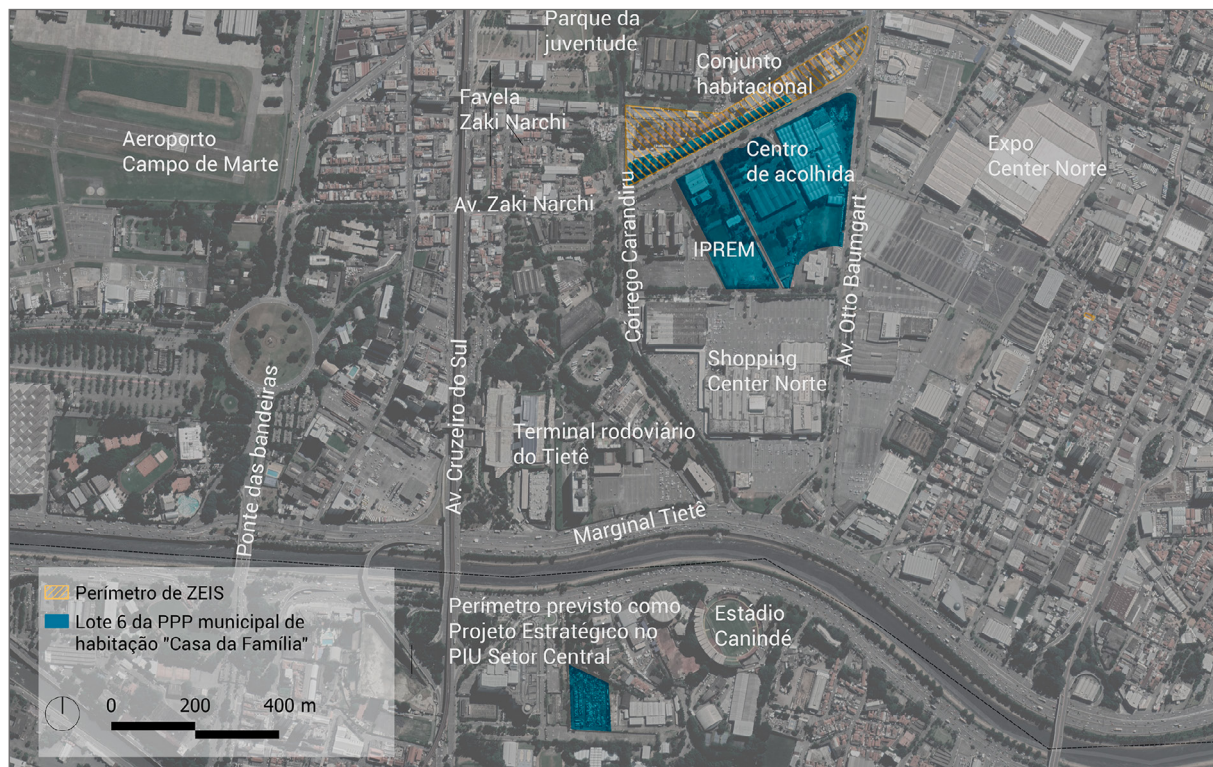 Parque da
juventude
Conjunto
habitacional
Favela
Zaki Narchi
Aeroporto
Campo de Marte
Centro
de acolhida
Expo
Center Norte
Av. Zaki Narchi
Corrego Carandiru
IPREM
Av. Otto Baumgart
Shopping
Center Norte
Av. Cruzeiro do Sul
Ponte das bandeiras
Terminal rodoviário
do Tietê
Marginal Tietê
Perímetro de ZEIS
Lote 6 da PPP municipal de
habitação "Casa da Família"
0 200 400 m
Perímetro previsto como
Projeto Estratégico no
PIU Setor Central
Estádio
Canindé